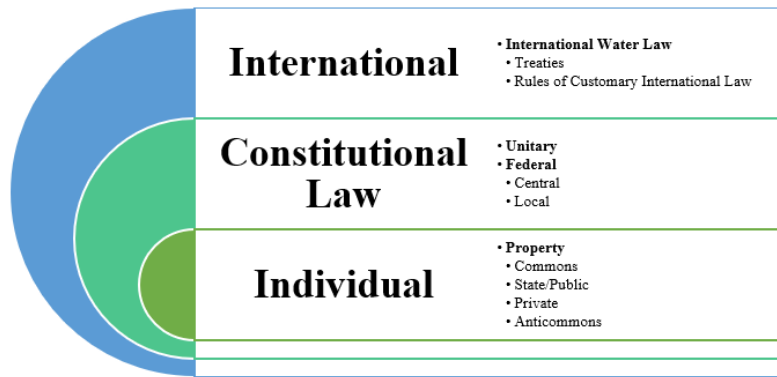 International
• International Water Law
• Treaties
• Rules of Customary International Law
Constitutional
Law
• Unitary
• Federal
• Central
• Local
Individual
• Property
• Commons
• State/Public
• Private
• Anticommons